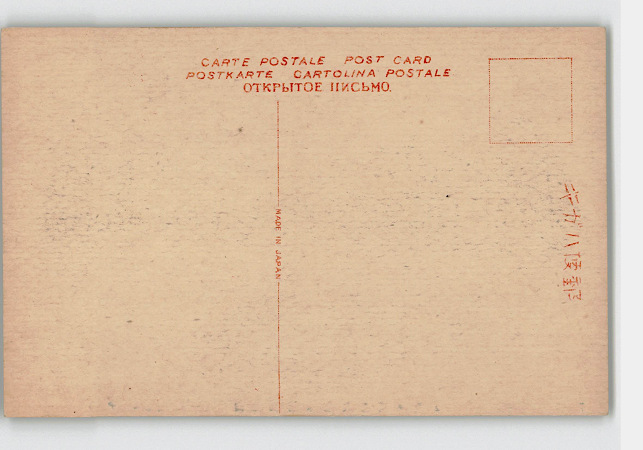 CARTE POSTALE POST CARD
POSTKARTE CARTOLINA POSTALE
ОТКРЫТОЕ ПИСЬМО.
MADE IN JAPAN